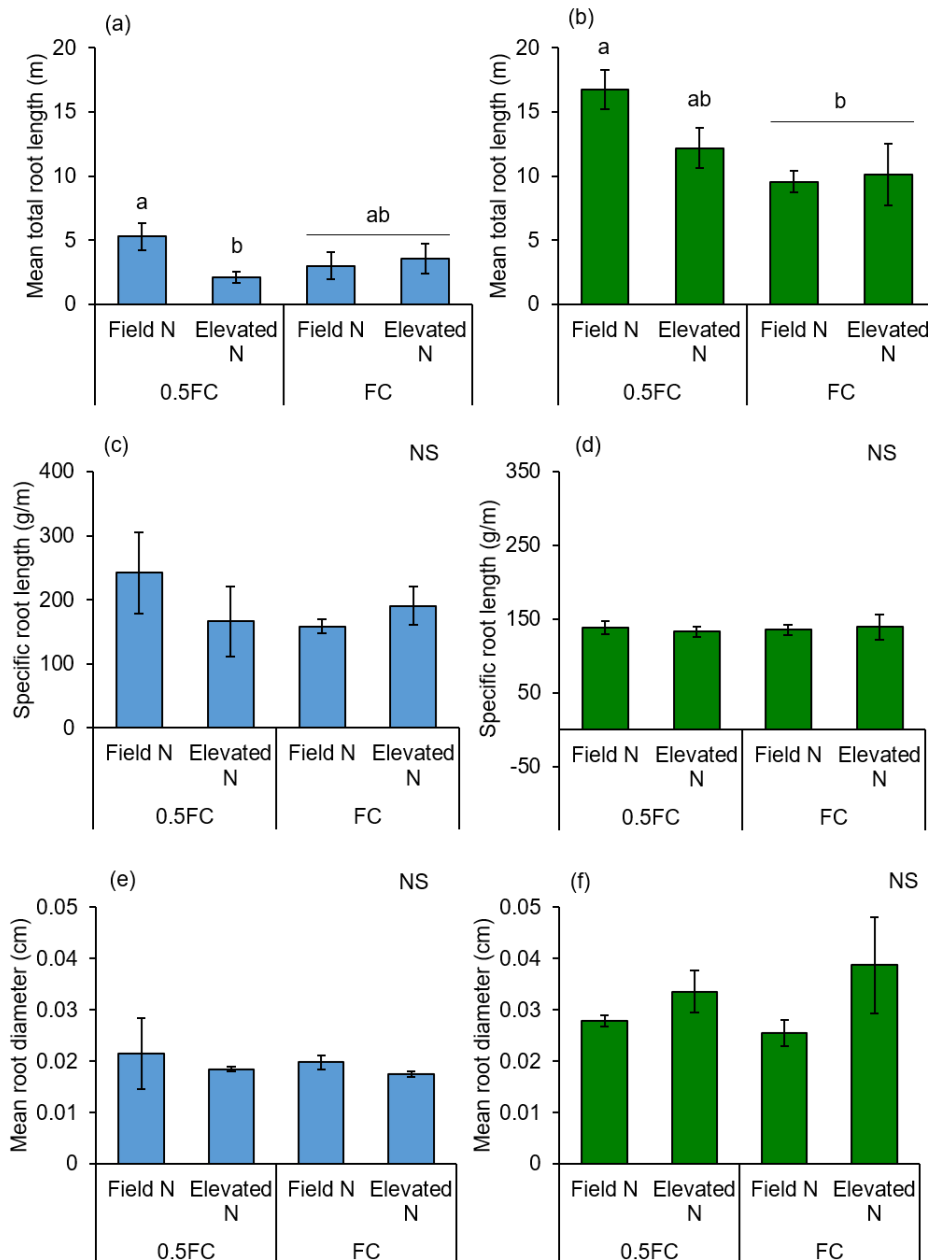 (a)
Mean total root length (m)
20
15
10
5
0
a
b
ab
Field N
Elevated
N
Field N
Elevated
N
0.5FC
FC
(b)
Mean total root length (m)
20
15
10
5
0
a
ab
b
Field N
Elevated
N
Field N
Elevated
N
0.5FC
FC
(c)
NS
Specific root length (g/m)
400
300
200
100
0
Field N
Elevated
N
Field N
Elevated
N
0.5FC
FC
(d)
NS
Specific root length (g/m)
350
250
150
50
-50
Field N
Elevated
N
Field N
Elevated
N
0.5FC
FC
(e)
NS
Mean root diameter (cm)
0.05
0.04
0.03
0.02
0.01
0
Field N
Elevated
N
Field N
Elevated
N
0.5FC
FC
(f)
NS
Mean root diameter (cm)
0.05
0.04
0.03
0.02
0.01
0
Field N
Elevated
N
Field N
Elevated
N
0.5FC
FC